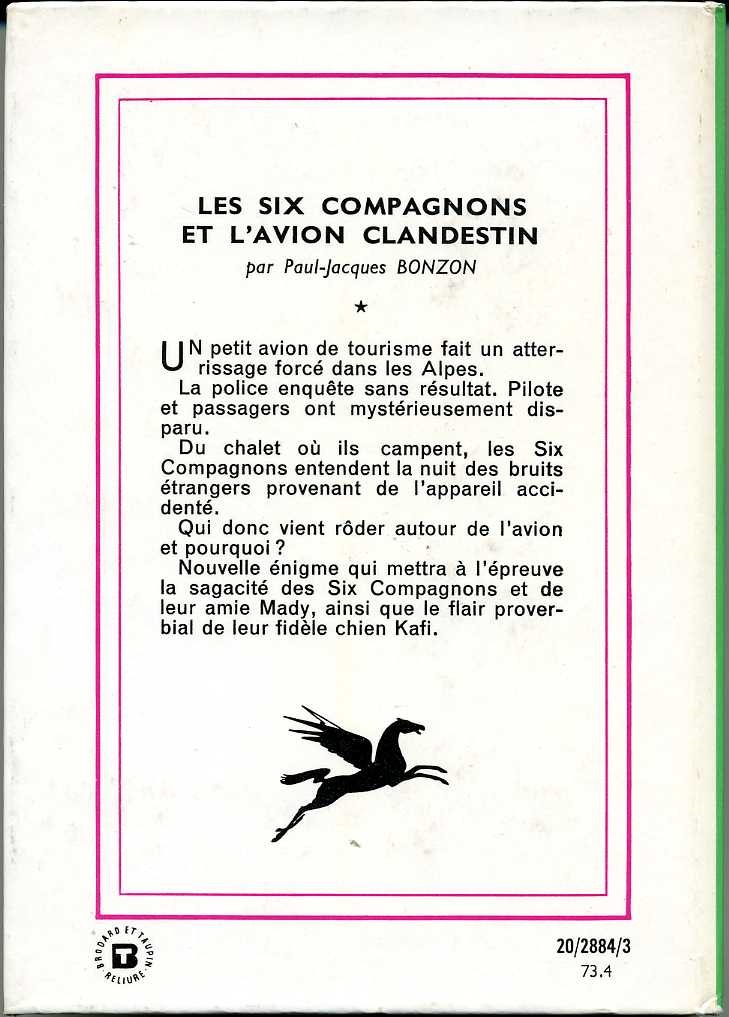 LES SIX COMPAGNONS
ET L'AVION CLANDESTIN
par Paul-Jacques BONZON
★
UN petit avion de tourisme fait un atter-
rissage forcé dans les Alpes.
La police enquête sans résultat. Pilote
et passagers ont mystérieusement dis-
paru.
Du chalet où ils campent, les Six
Compagnons entendent la nuit des bruits
étrangers provenant de l'appareil acci-
denté.
Qui donc vient rôder autour de l'avion
et pourquoi ?
Nouvelle énigme qui mettra à l'épreuve
la sagacité des Six Compagnons et de
leur amie Mady, ainsi que le flair prover-
bial de leur fidèle chien Kafi.
BRODARD ET TAUPIN
BT
- RELIURE -
20/2884/3
73.4